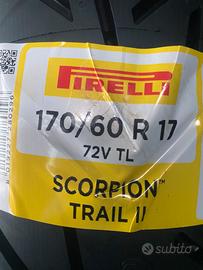 PIRELLI
170/60 R 17
72V TL
SCORPION™
TRAIL II
subito